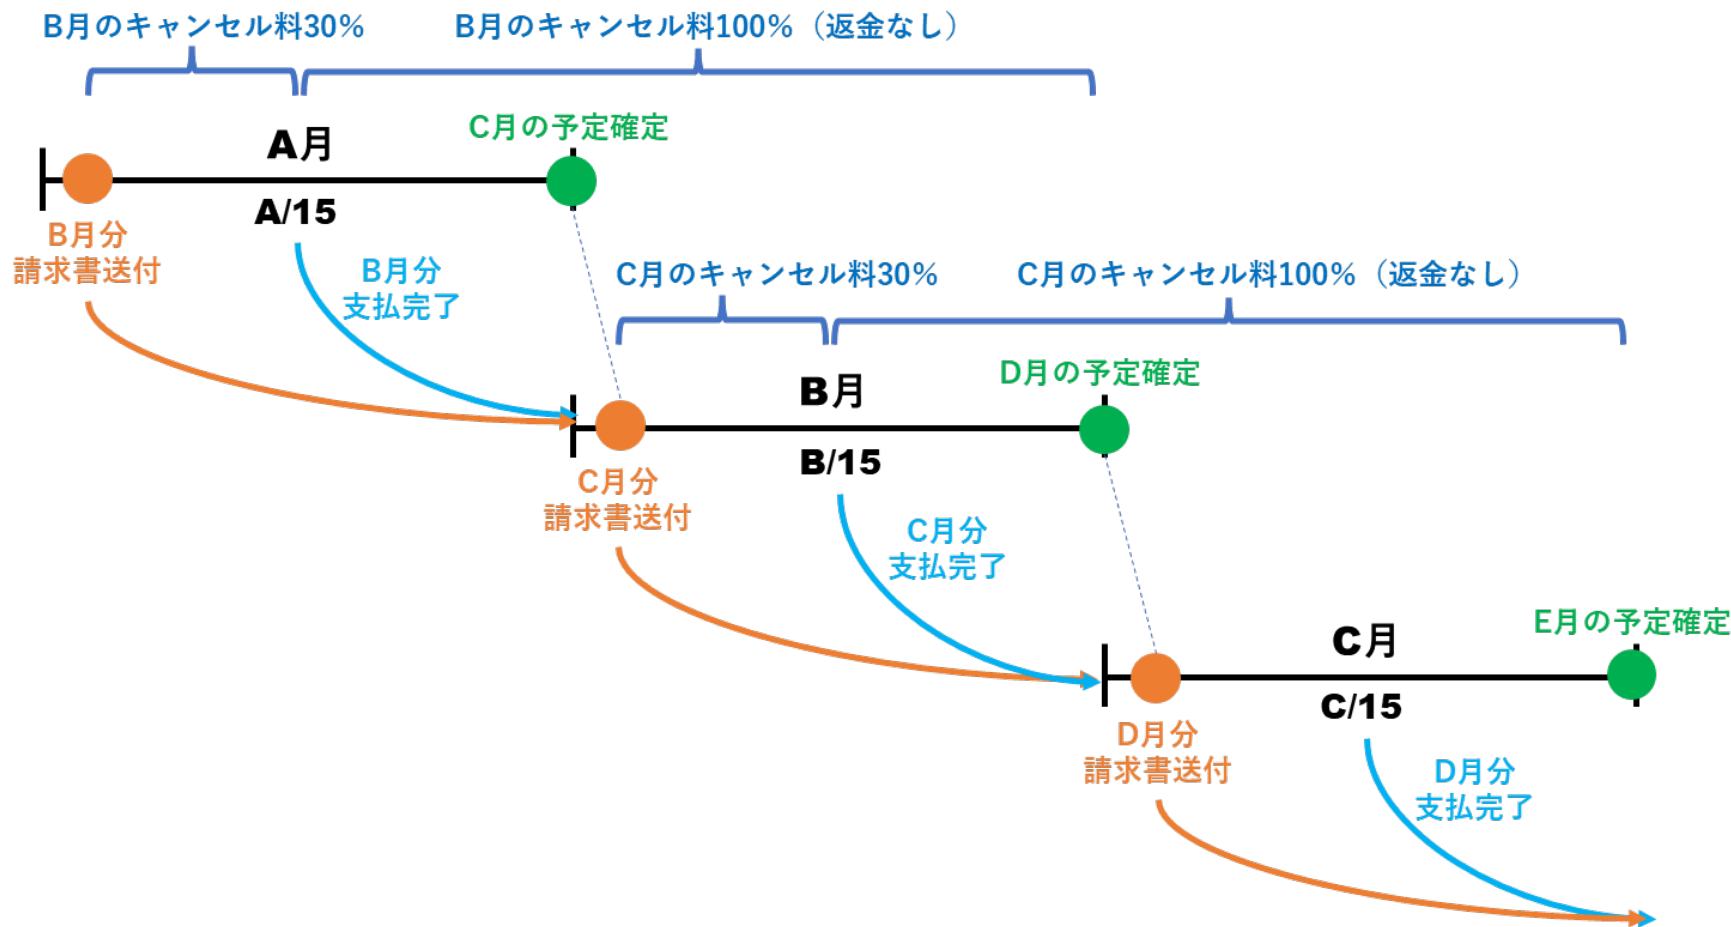 B月のキャンセル料30%
B月のキャンセル料100%（返金なし）
C月の予定確定
A月
A/15
B月分
請求書送付
B月分
支払完了
C月のキャンセル料30%
C月のキャンセル料100%（返金なし）
D月の予定確定
B月
B/15
C月分
請求書送付
C月分
支払完了
E月の予定確定
C月
C/15
D月分
請求書送付
D月分
支払完了